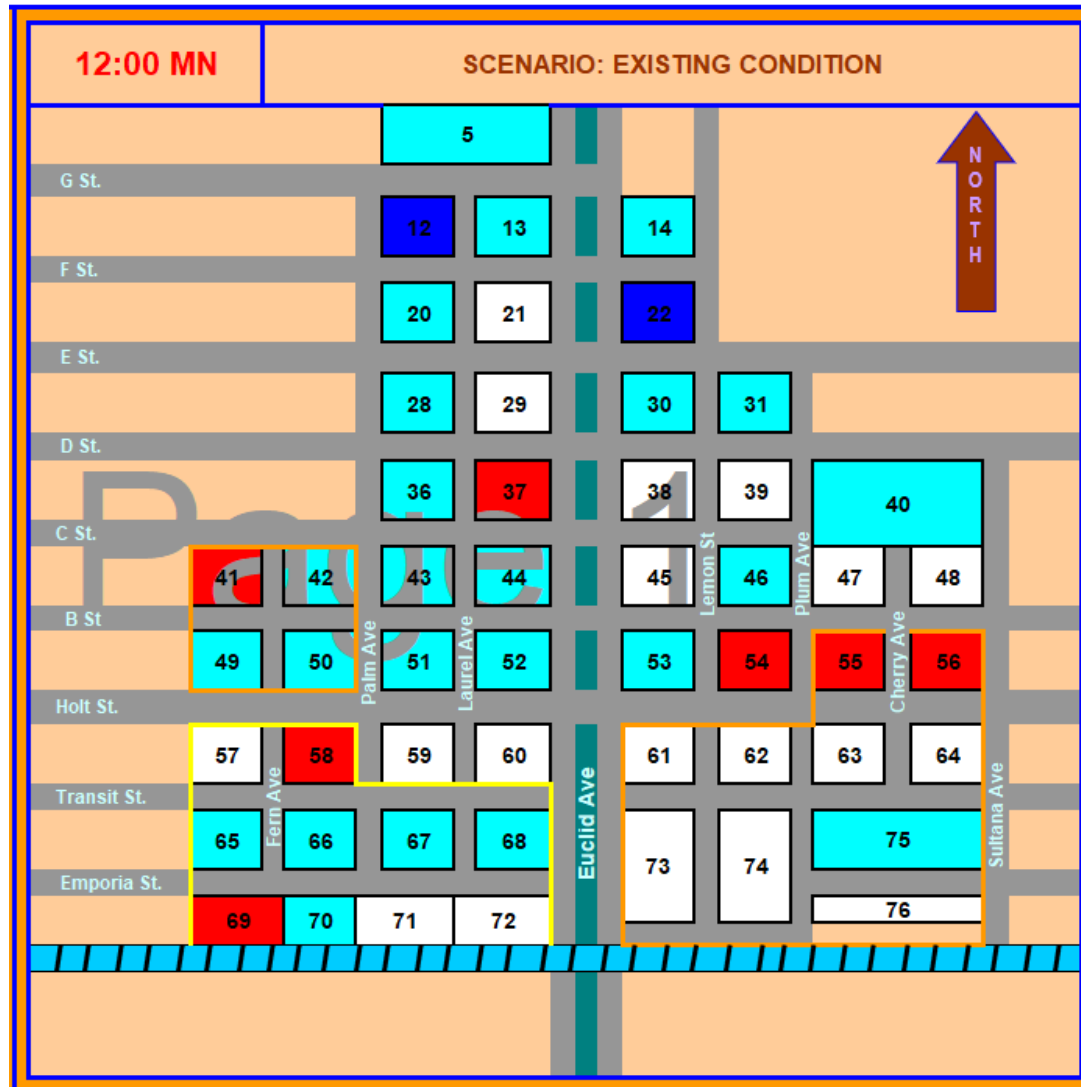 12:00 MN
SCENARIO: EXISTING CONDITION
5
NORTH
G St.
12 13 14
F St.
20 21 22
E St.
28 29 30 31
D St.
36 37 38 39 40
Page 1
C St.
41 42 43 44 45 46 47 48
Lemon St
Plum Ave
B St
49 50 51 52 53 54 55 56
Palm Ave
Laurel Ave
Cherry Ave
Holt St.
57 58 59 60 61 62 63 64
Fern Ave
Euclid Ave
Sultana Ave
Transit St.
65 66 67 68 73 74 75
Emporia St.
69 70 71 72 76